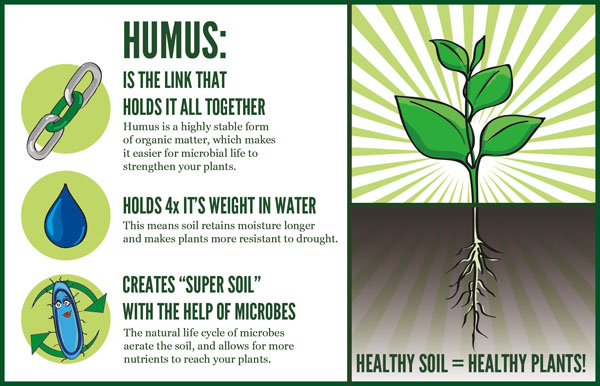 HUMUS:
IS THE LINK THAT
HOLDS IT ALL TOGETHER
Humus is a highly stable form
of organic matter, which makes
it easier for microbial life to
strengthen your plants.
HOLDS 4x IT'S WEIGHT IN WATER
This means soil retains moisture longer
and makes plants more resistant to drought.
CREATES “SUPER SOIL”
WITH THE HELP OF MICROBES
The natural life cycle of microbes
aerate the soil, and allows for more
nutrients to reach your plants.
HEALTHY SOIL = HEALTHY PLANTS!